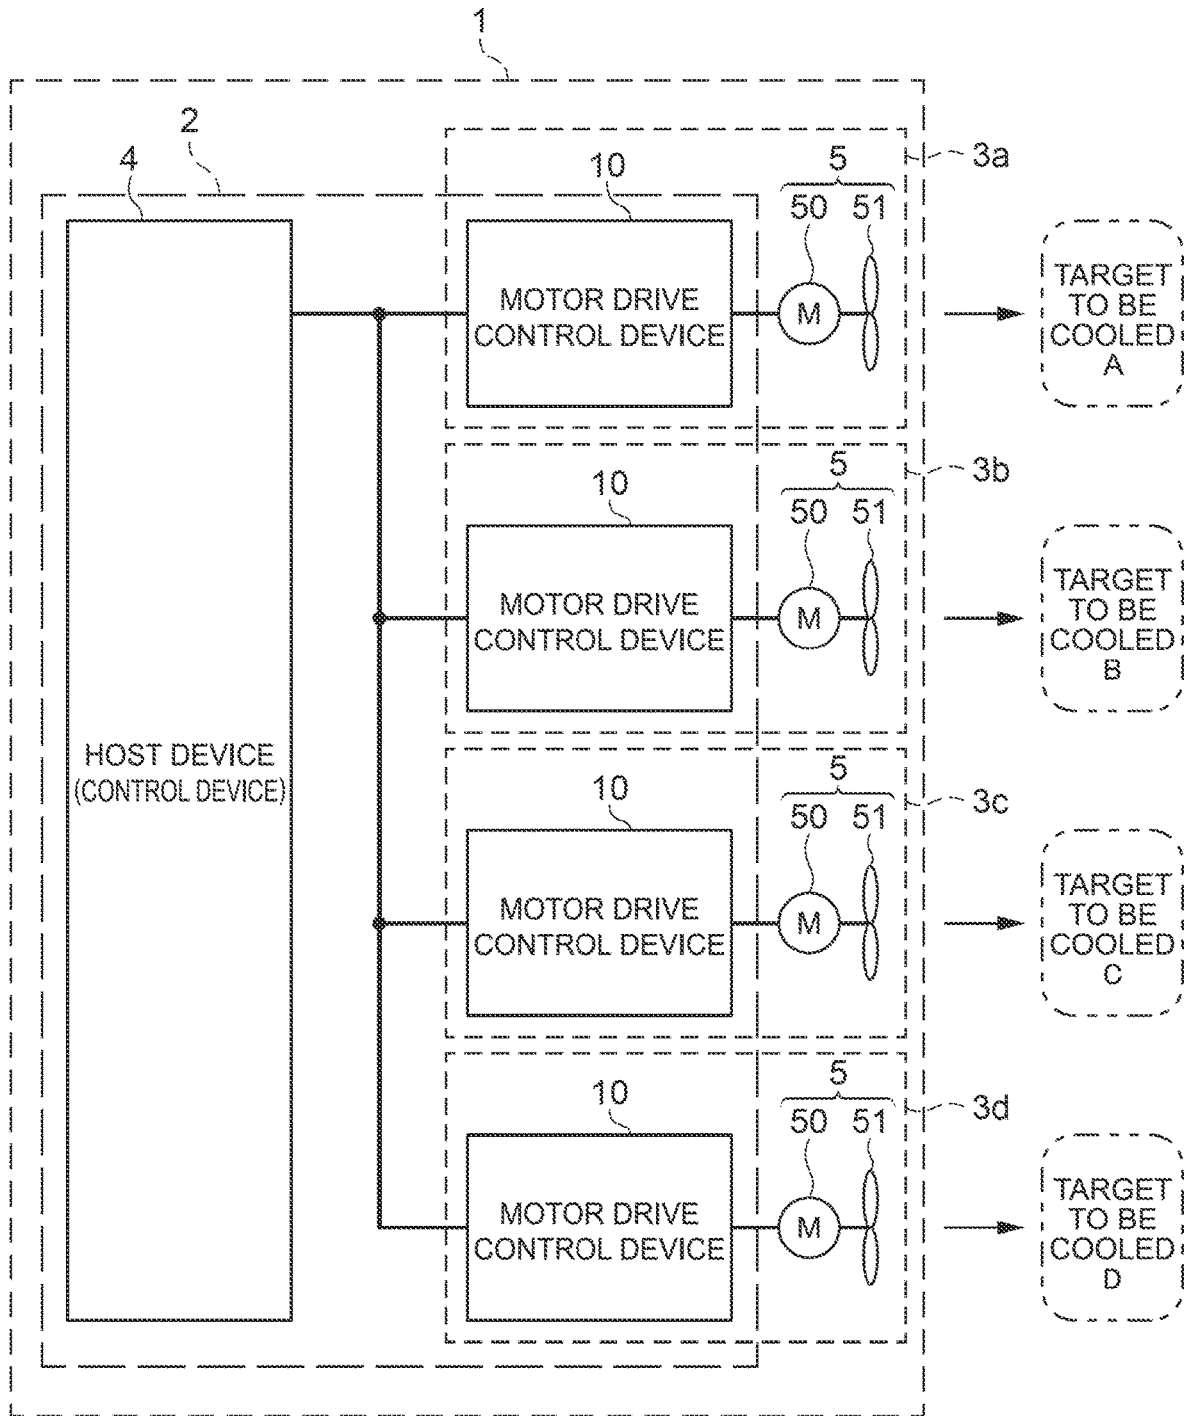 1
2
4
10
5
50 51
3a
MOTOR DRIVE
CONTROL DEVICE
M
TARGET
TO BE
COOLED
A
10
5
50 51
3b
MOTOR DRIVE
CONTROL DEVICE
M
TARGET
TO BE
COOLED
B
HOST DEVICE
(CONTROL DEVICE)
10
5
50 51
3c
MOTOR DRIVE
CONTROL DEVICE
M
TARGET
TO BE
COOLED
C
10
5
50 51
3d
MOTOR DRIVE
CONTROL DEVICE
M
TARGET
TO BE
COOLED
D